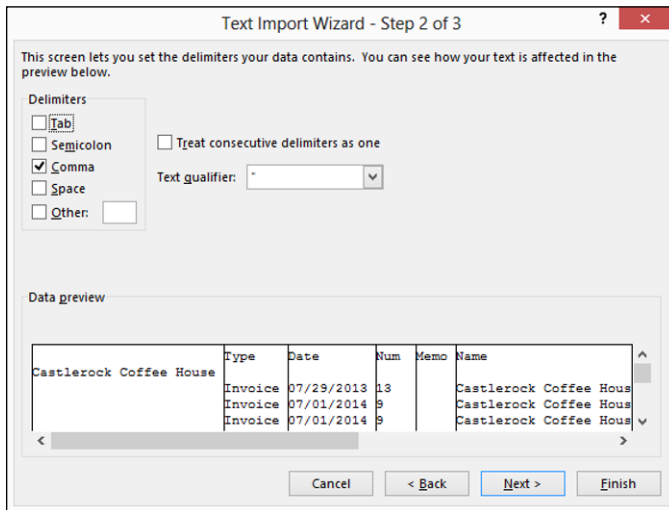 Text Import Wizard - Step 2 of 3
?
This screen lets you set the delimiters your data contains. You can see how your text is affected in the
preview below.
Delimiters
Tab
Semicolon
Treat consecutive delimiters as one
Comma
Text qualifier: "
Space
Other:
Data preview
Type Date Num Memo Name
Castlerock Coffee House
Invoice 07/29/2013 13 Castlerock Coffee Hous
Invoice 07/01/2014 9 Castlerock Coffee Hous
Invoice 07/01/2014 9 Castlerock Coffee Hous
Cancel < Back Next > Finish